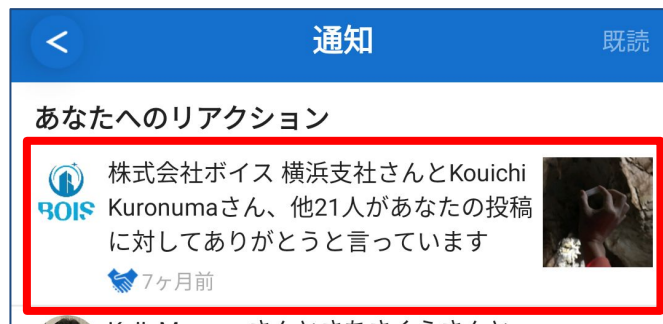 通知
既読
あなたへのリアクション
BOIS
株式会社ボイス 横浜支社さんとKouichi
Kuronumaさん、他21人があなたの投稿
に対してありがとうと言っています
7ヶ月前